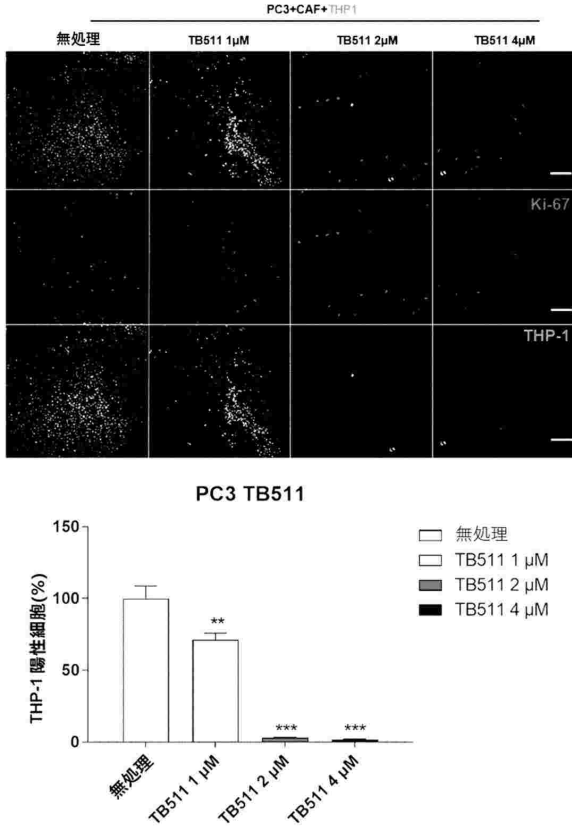 PC3+CAF+THP1
無処理 TB511 1μM TB511 2μM TB511 4μM
Ki-67
THP-1
PC3 TB511
THP-1 陽性細胞(%)
150
100
50
0
** *** ***
無処理 TB511 1 μM TB511 2 μM TB511 4 μM
無処理
TB511 1 μM
TB511 2 μM
TB511 4 μM